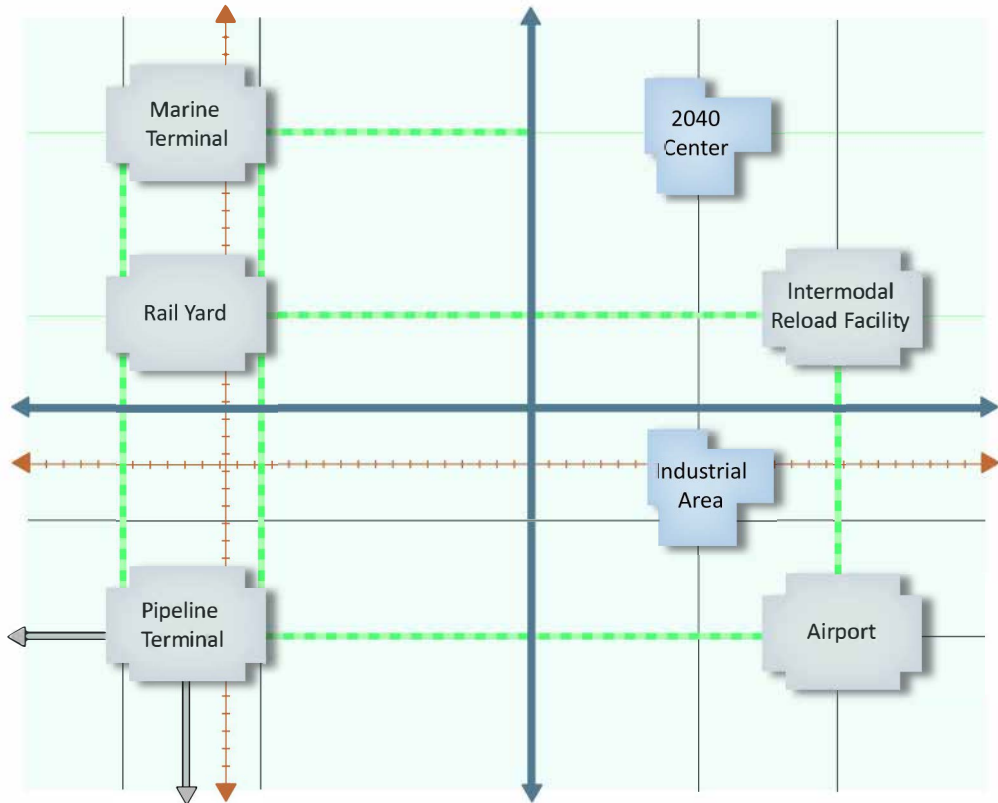 Marine
Terminal
2040
Center
Rail Yard
Intermodal
Reload Facility
Industrial
Area
Pipeline
Terminal
Airport